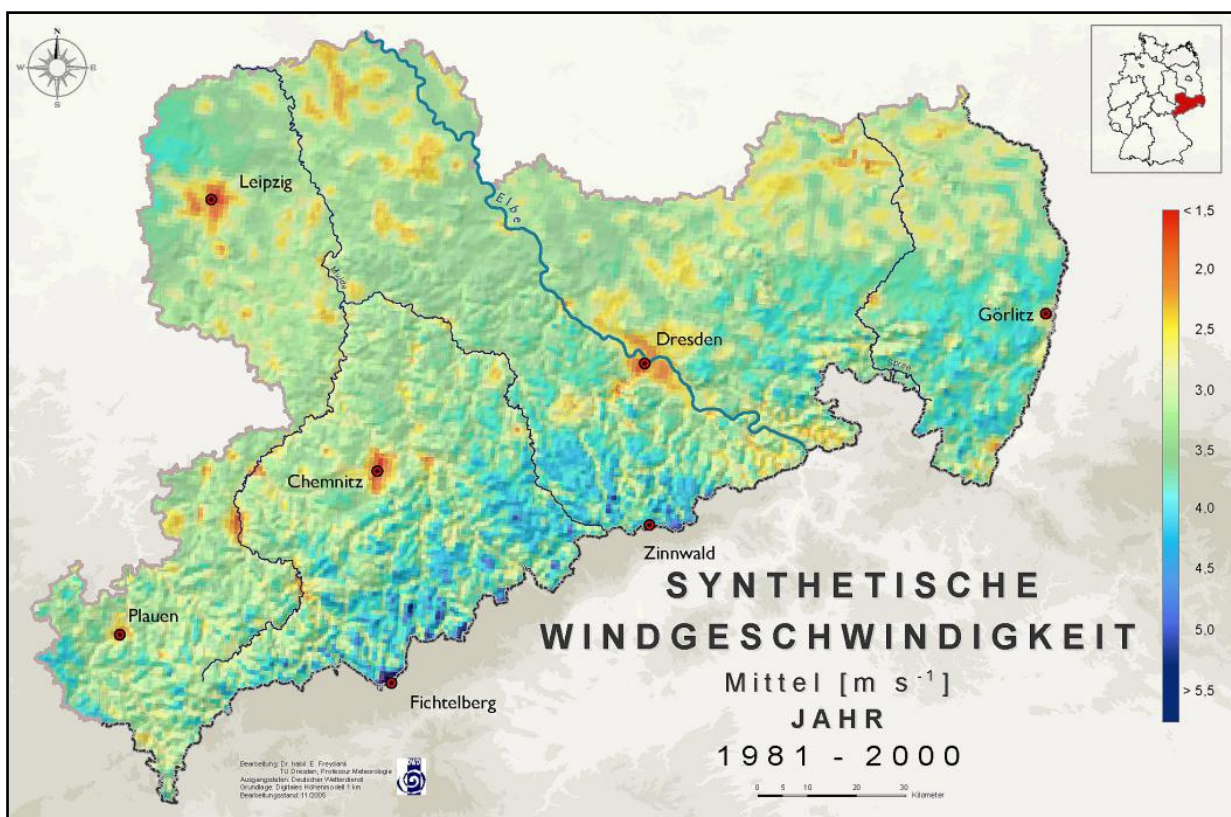 N
W
E
S
Leipzig
Elbe
Mulde
Dresden
Görlitz
Spree
Chemnitz
Zinnwald
Plauen
Fichtelberg
< 1,5
2,0
2,5
3,0
3,5
4,0
4,5
5,0
> 5,5
SYNTHETISCHE
WINDGESCHWINDIGKEIT
Mittel [m s⁻¹]
JAHR
1981 - 2000
Bearbeitung: Dr. habil. E. Freydank
TU Dresden, Professur Meteorologie
Ausgangsdaten: Deutscher Wetterdienst
Grundlage: Digitales Höhenmodell 1 km
Bearbeitungsstand: 11/2005
0 5 10 20 30
Kilometer